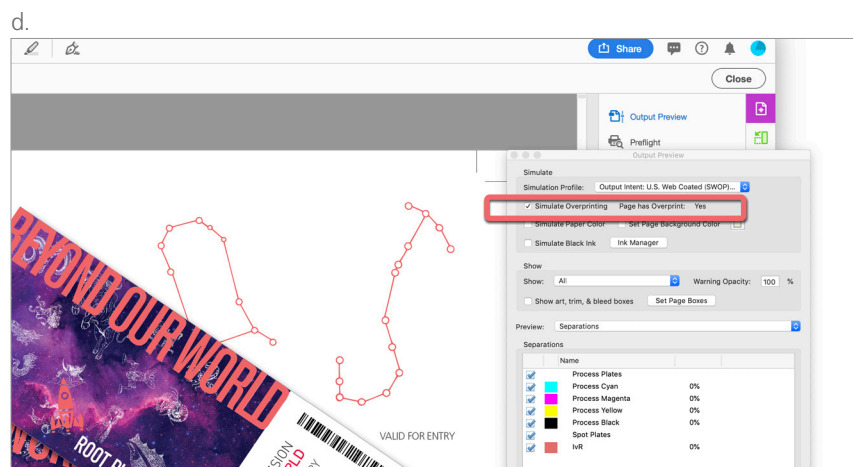 d.
Share
Close
Output Preview
Preflight
Output Preview
Simulate
Simulation Profile: Output Intent: U.S. Web Coated (SWOP)...
Simulate Overprinting Page has Overprint: Yes
Simulate Paper Color Set Page Background Color
Simulate Black Ink Ink Manager
Show
Show: All Warning Opacity: 100 %
Show art, trim, & bleed boxes Set Page Boxes
Preview: Separations
Separations
Name
Process Plates
Process Cyan 0%
Process Magenta 0%
Process Yellow 0%
Process Black 0%
Spot Plates
IvR 0%
BEYOND OUR WORLD
VALID FOR ENTRY
ROOT